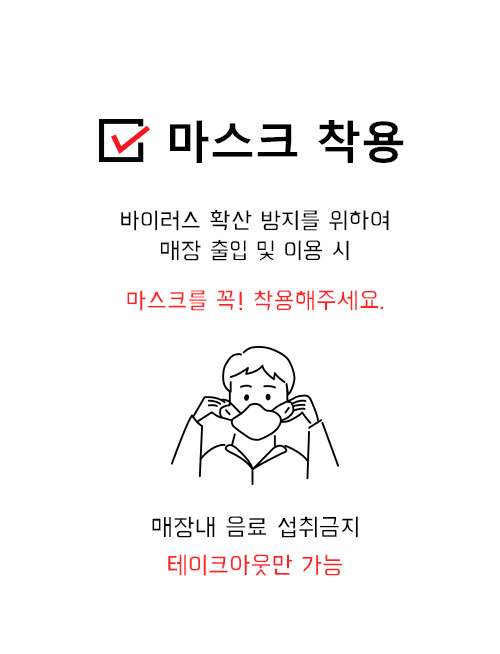 마스크 착용
바이러스 확산 방지를 위하여
매장 출입 및 이용 시
마스크를 꼭! 착용해주세요.
매장내 음료 섭취금지
테이크아웃만 가능